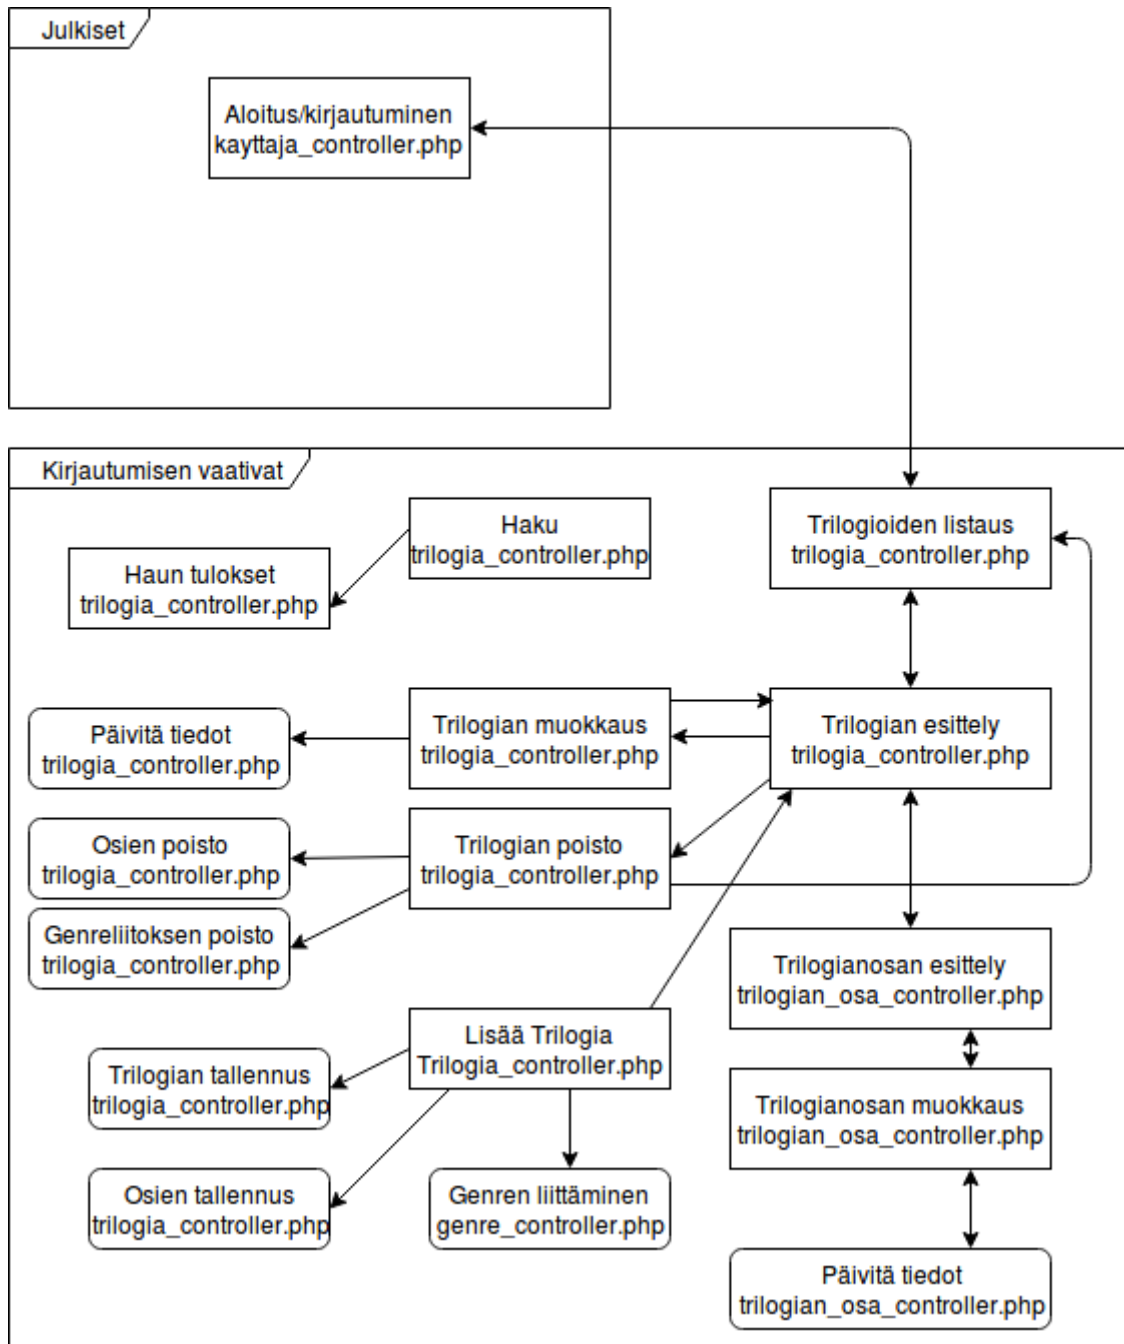 Julkiset
Aloitus/kirjautuminen
kayttaja_controller.php
Kirjautumisen vaativat
Haku
trilogia_controller.php
Trilogioiden listaus
trilogia_controller.php
Haun tulokset
trilogia_controller.php
Päivitä tiedot
trilogia_controller.php
Trilogian muokkaus
trilogia_controller.php
Trilogian esittely
trilogia_controller.php
Osien poisto
trilogia_controller.php
Trilogian poisto
trilogia_controller.php
Genreliitoksen poisto
trilogia_controller.php
Trilogianosan esittely
trilogian_osa_controller.php
Lisää Trilogia
Trilogia_controller.php
Trilogian tallennus
trilogia_controller.php
Trilogianosan muokkaus
trilogian_osa_controller.php
Osien tallennus
trilogia_controller.php
Genren liittäminen
genre_controller.php
Päivitä tiedot
trilogian_osa_controller.php